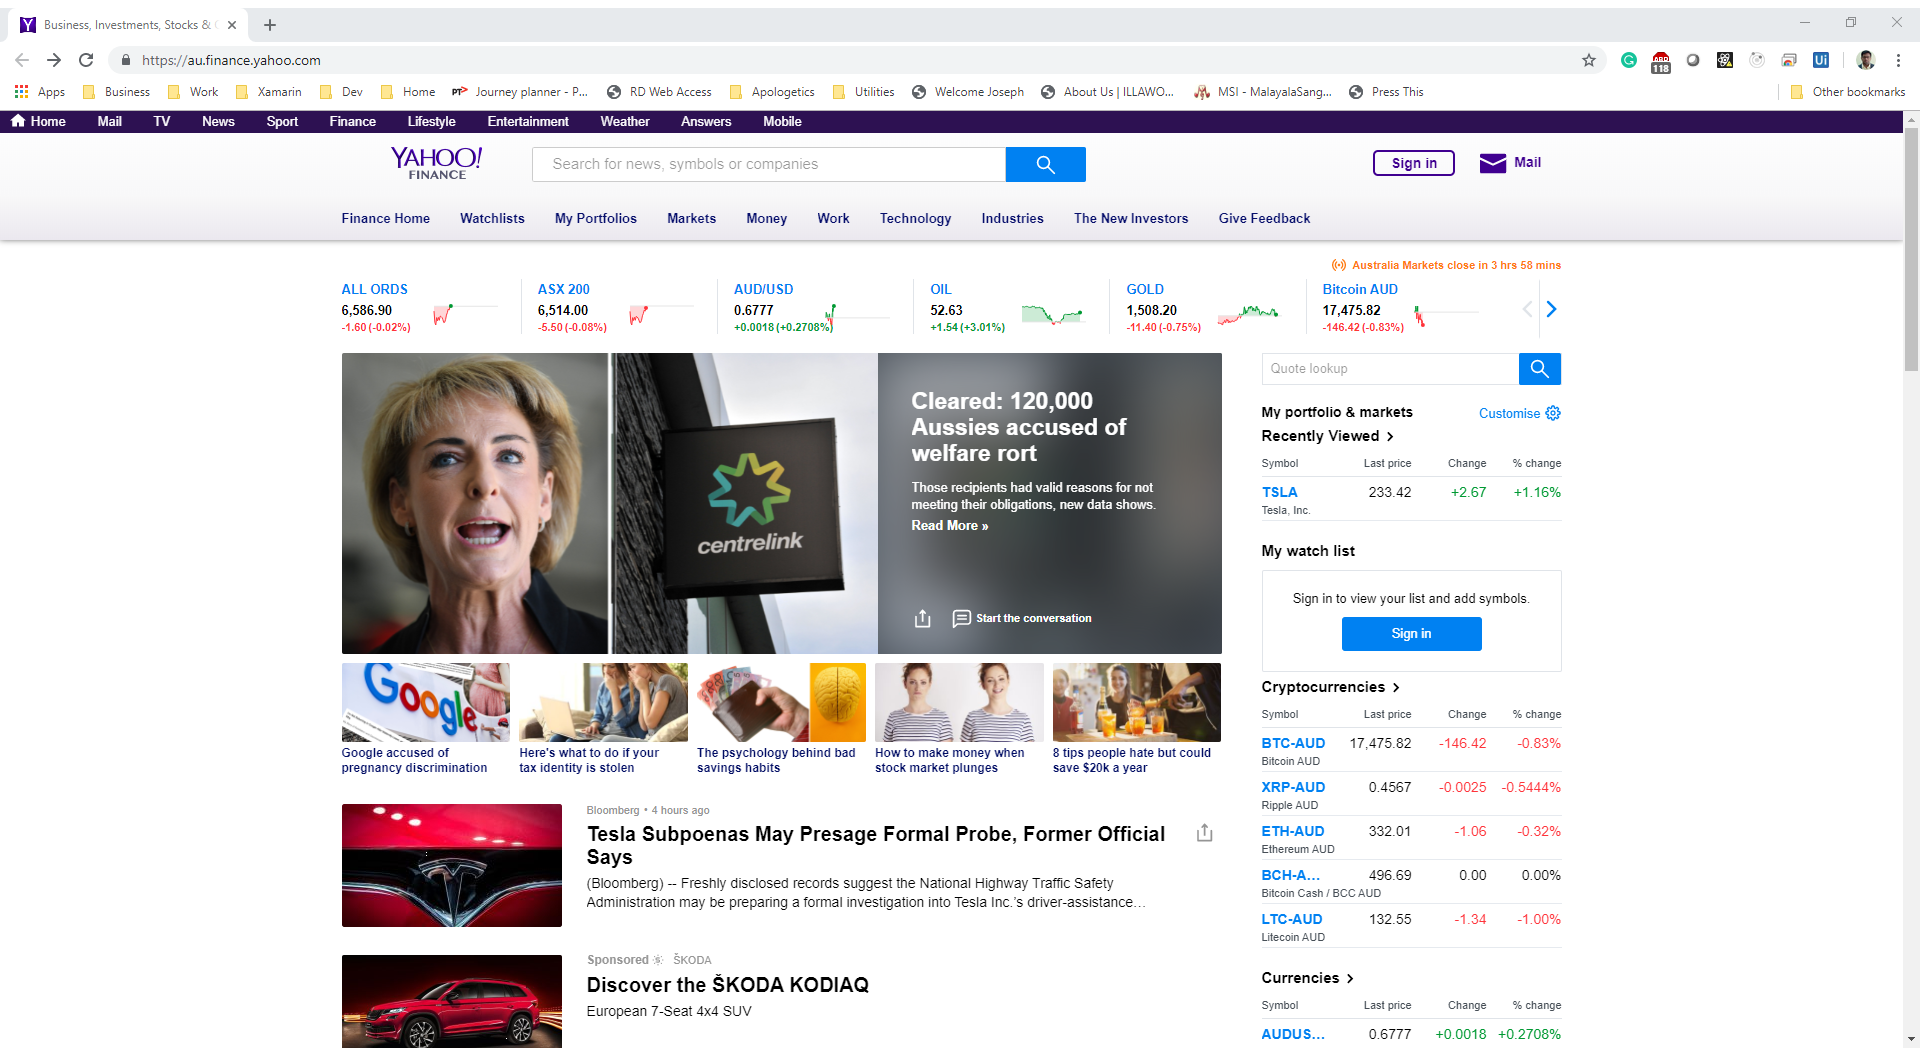 Business, Investments, Stocks &
https://au.finance.yahoo.com
118
Ui
Apps Business Work Xamarin Dev Home Journey planner - P... RD Web Access Apologetics Utilities Welcome Joseph About Us | ILLAWO... MSI - MalayalaSang... Press This Other bookmarks
Home Mail TV News Sport Finance Lifestyle Entertainment Weather Answers Mobile
YAHOO!
FINANCE
Search for news, symbols or companies
Sign in
Mail
Finance Home Watchlists My Portfolios Markets Money Work Technology Industries The New Investors Give Feedback
Australia Markets close in 3 hrs 58 mins
ALL ORDS
6,586.90
-1.60 (-0.02%)
ASX 200
6,514.00
-5.50 (-0.08%)
AUD/USD
0.6777
+0.0018 (+0.2708%)
OIL
52.63
+1.54 (+3.01%)
GOLD
1,508.20
-11.40 (-0.75%)
Bitcoin AUD
17,475.82
-146.42 (-0.83%)
centrelink
Cleared: 120,000
Aussies accused of
welfare rort
Those recipients had valid reasons for not
meeting their obligations, new data shows.
Read More »
Start the conversation
Google
Google accused of
pregnancy discrimination
Here's what to do if your
tax identity is stolen
The psychology behind bad
savings habits
How to make money when
stock market plunges
8 tips people hate but could
save $20k a year
Bloomberg • 4 hours ago
Tesla Subpoenas May Presage Formal Probe, Former Official
Says
(Bloomberg) -- Freshly disclosed records suggest the National Highway Traffic Safety
Administration may be preparing a formal investigation into Tesla Inc.’s driver-assistance…
Sponsored ŠKODA
Discover the ŠKODA KODIAQ
European 7-Seat 4x4 SUV
Quote lookup
My portfolio & markets Customise
Recently Viewed
Symbol Last price Change % change
TSLA 233.42 +2.67 +1.16%
Tesla, Inc.
My watch list
Sign in to view your list and add symbols.
Sign in
Cryptocurrencies
Symbol Last price Change % change
BTC-AUD 17,475.82 -146.42 -0.83%
Bitcoin AUD
XRP-AUD 0.4567 -0.0025 -0.5444%
Ripple AUD
ETH-AUD 332.01 -1.06 -0.32%
Ethereum AUD
BCH-A... 496.69 0.00 0.00%
Bitcoin Cash / BCC AUD
LTC-AUD 132.55 -1.34 -1.00%
Litecoin AUD
Currencies
Symbol Last price Change % change
AUDUS... 0.6777 +0.0018 +0.2708%